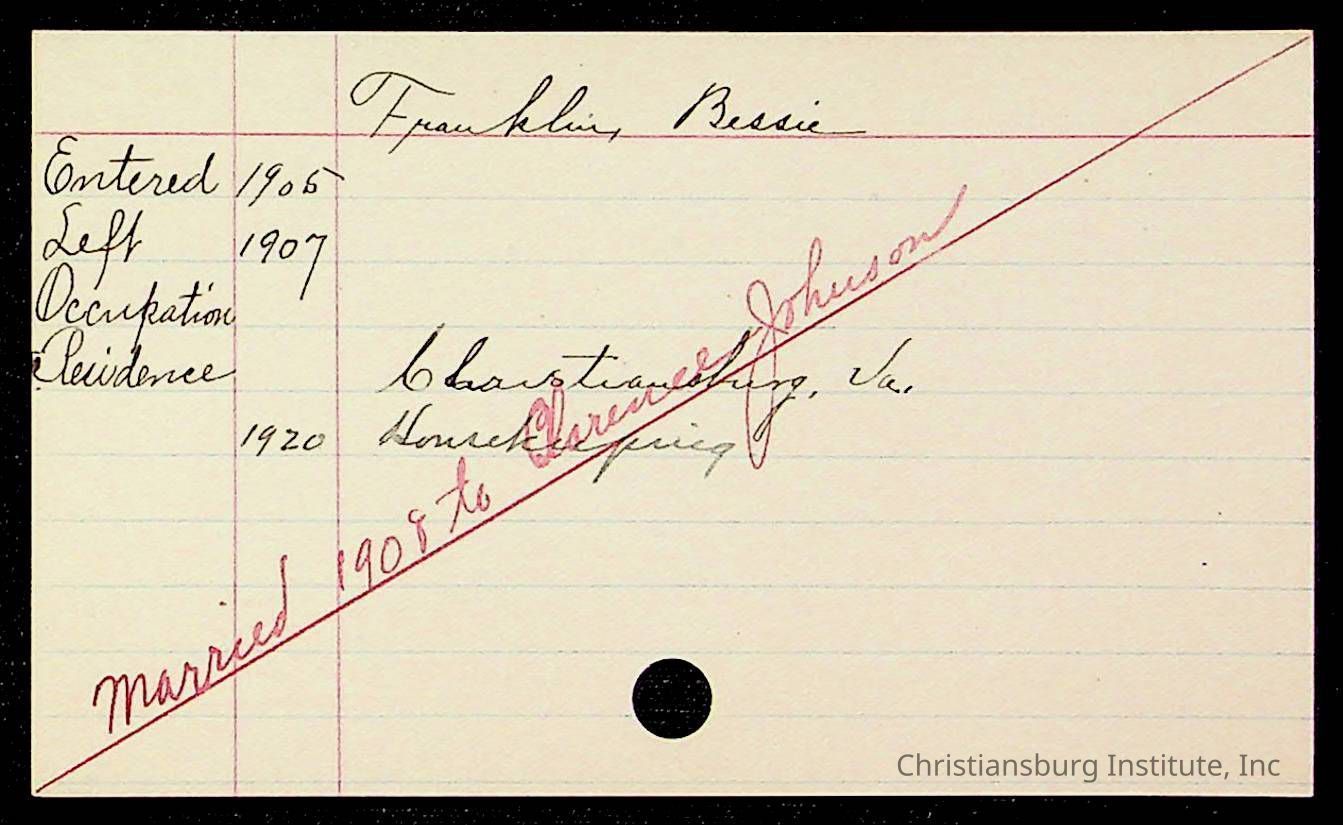 Franklin, Bessie
Entered 1905
Left 1907
Occupation
Residence Christiansburg, Va.
1920 Housekeeping
Married 1908 to Clarence Johnson
Christiansburg Institute, Inc